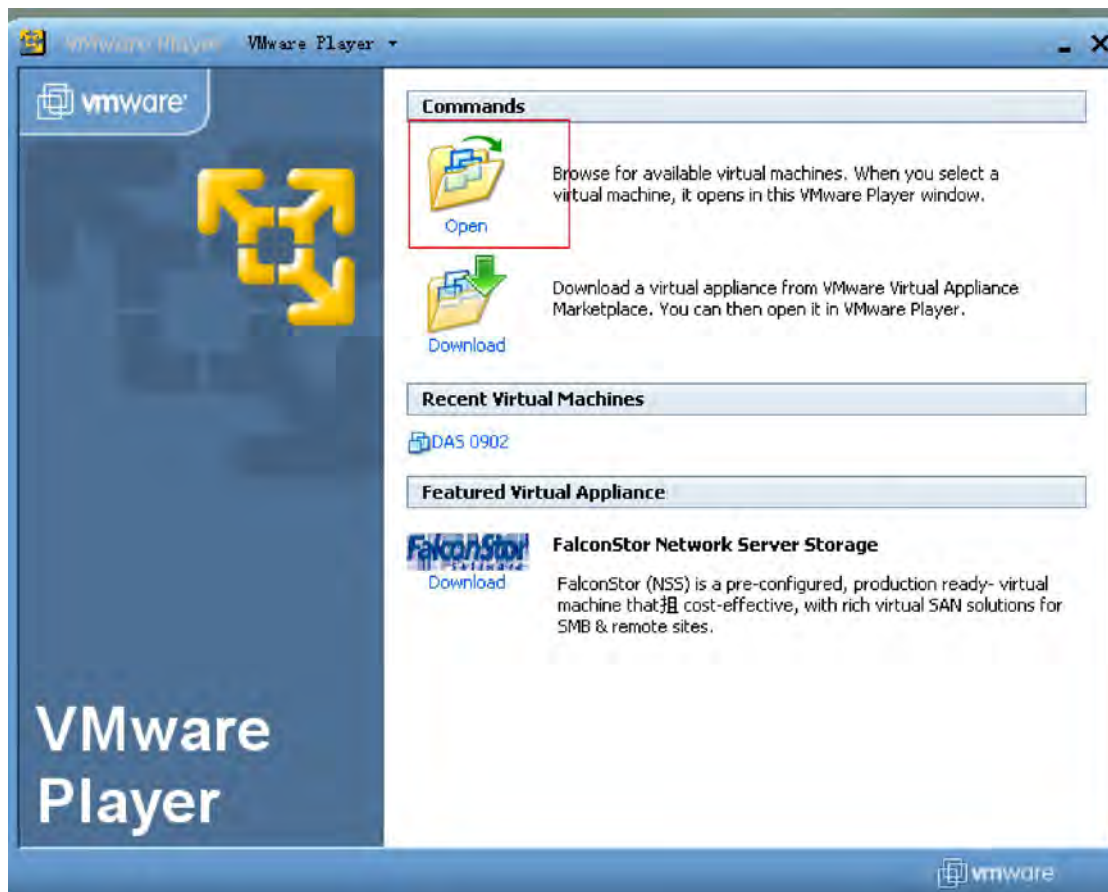 VMware Player VMware Player
vmware
Commands
Open
Browse for available virtual machines. When you select a
virtual machine, it opens in this VMware Player window.
Download
Download a virtual appliance from VMware Virtual Appliance
Marketplace. You can then open it in VMware Player.
Recent Virtual Machines
DAS 0902
Featured Virtual Appliance
FalconStor
Download
FalconStor Network Server Storage
FalconStor (NSS) is a pre-configured, production ready- virtual
machine that担 cost-effective, with rich virtual SAN solutions for
SMB & remote sites.
VMware
Player
vmware